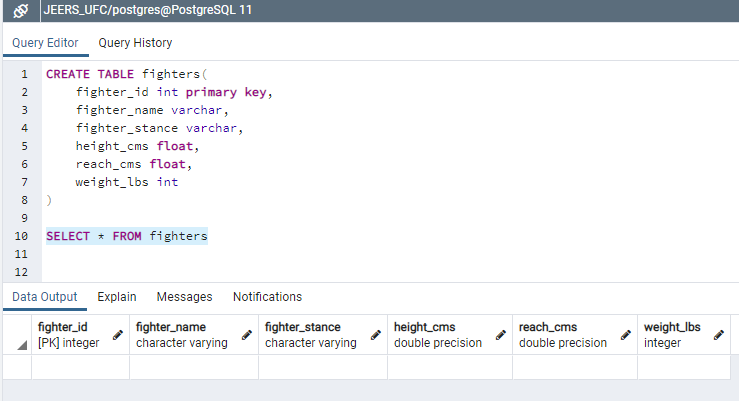 JEERS_UFC/postgres@PostgreSQL 11
Query Editor Query History
1 CREATE TABLE fighters(
2 fighter_id int primary key,
3 fighter_name varchar,
4 fighter_stance varchar,
5 height_cms float,
6 reach_cms float,
7 weight_lbs int
8 )
9
10 SELECT * FROM fighters
11
12
Data Output Explain Messages Notifications
fighter_id fighter_name fighter_stance height_cms reach_cms weight_lbs
[PK] integer character varying character varying double precision double precision integer